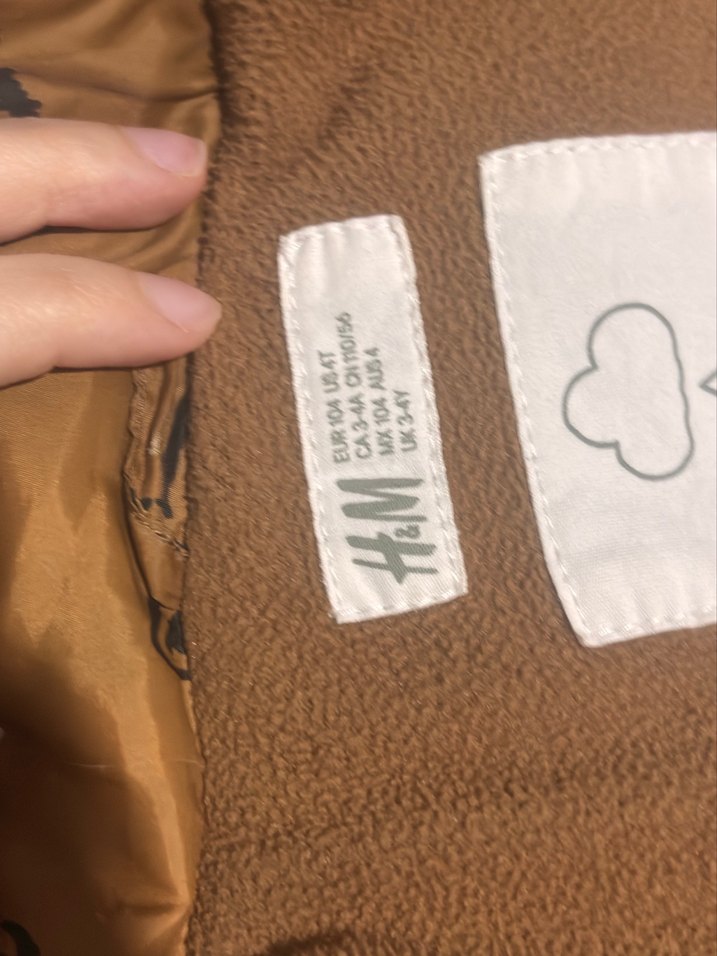 H&M
EUR 104 US 4T
CA 3-4A CN 110/56
MX 104 AUS 4
UK 3-4Y